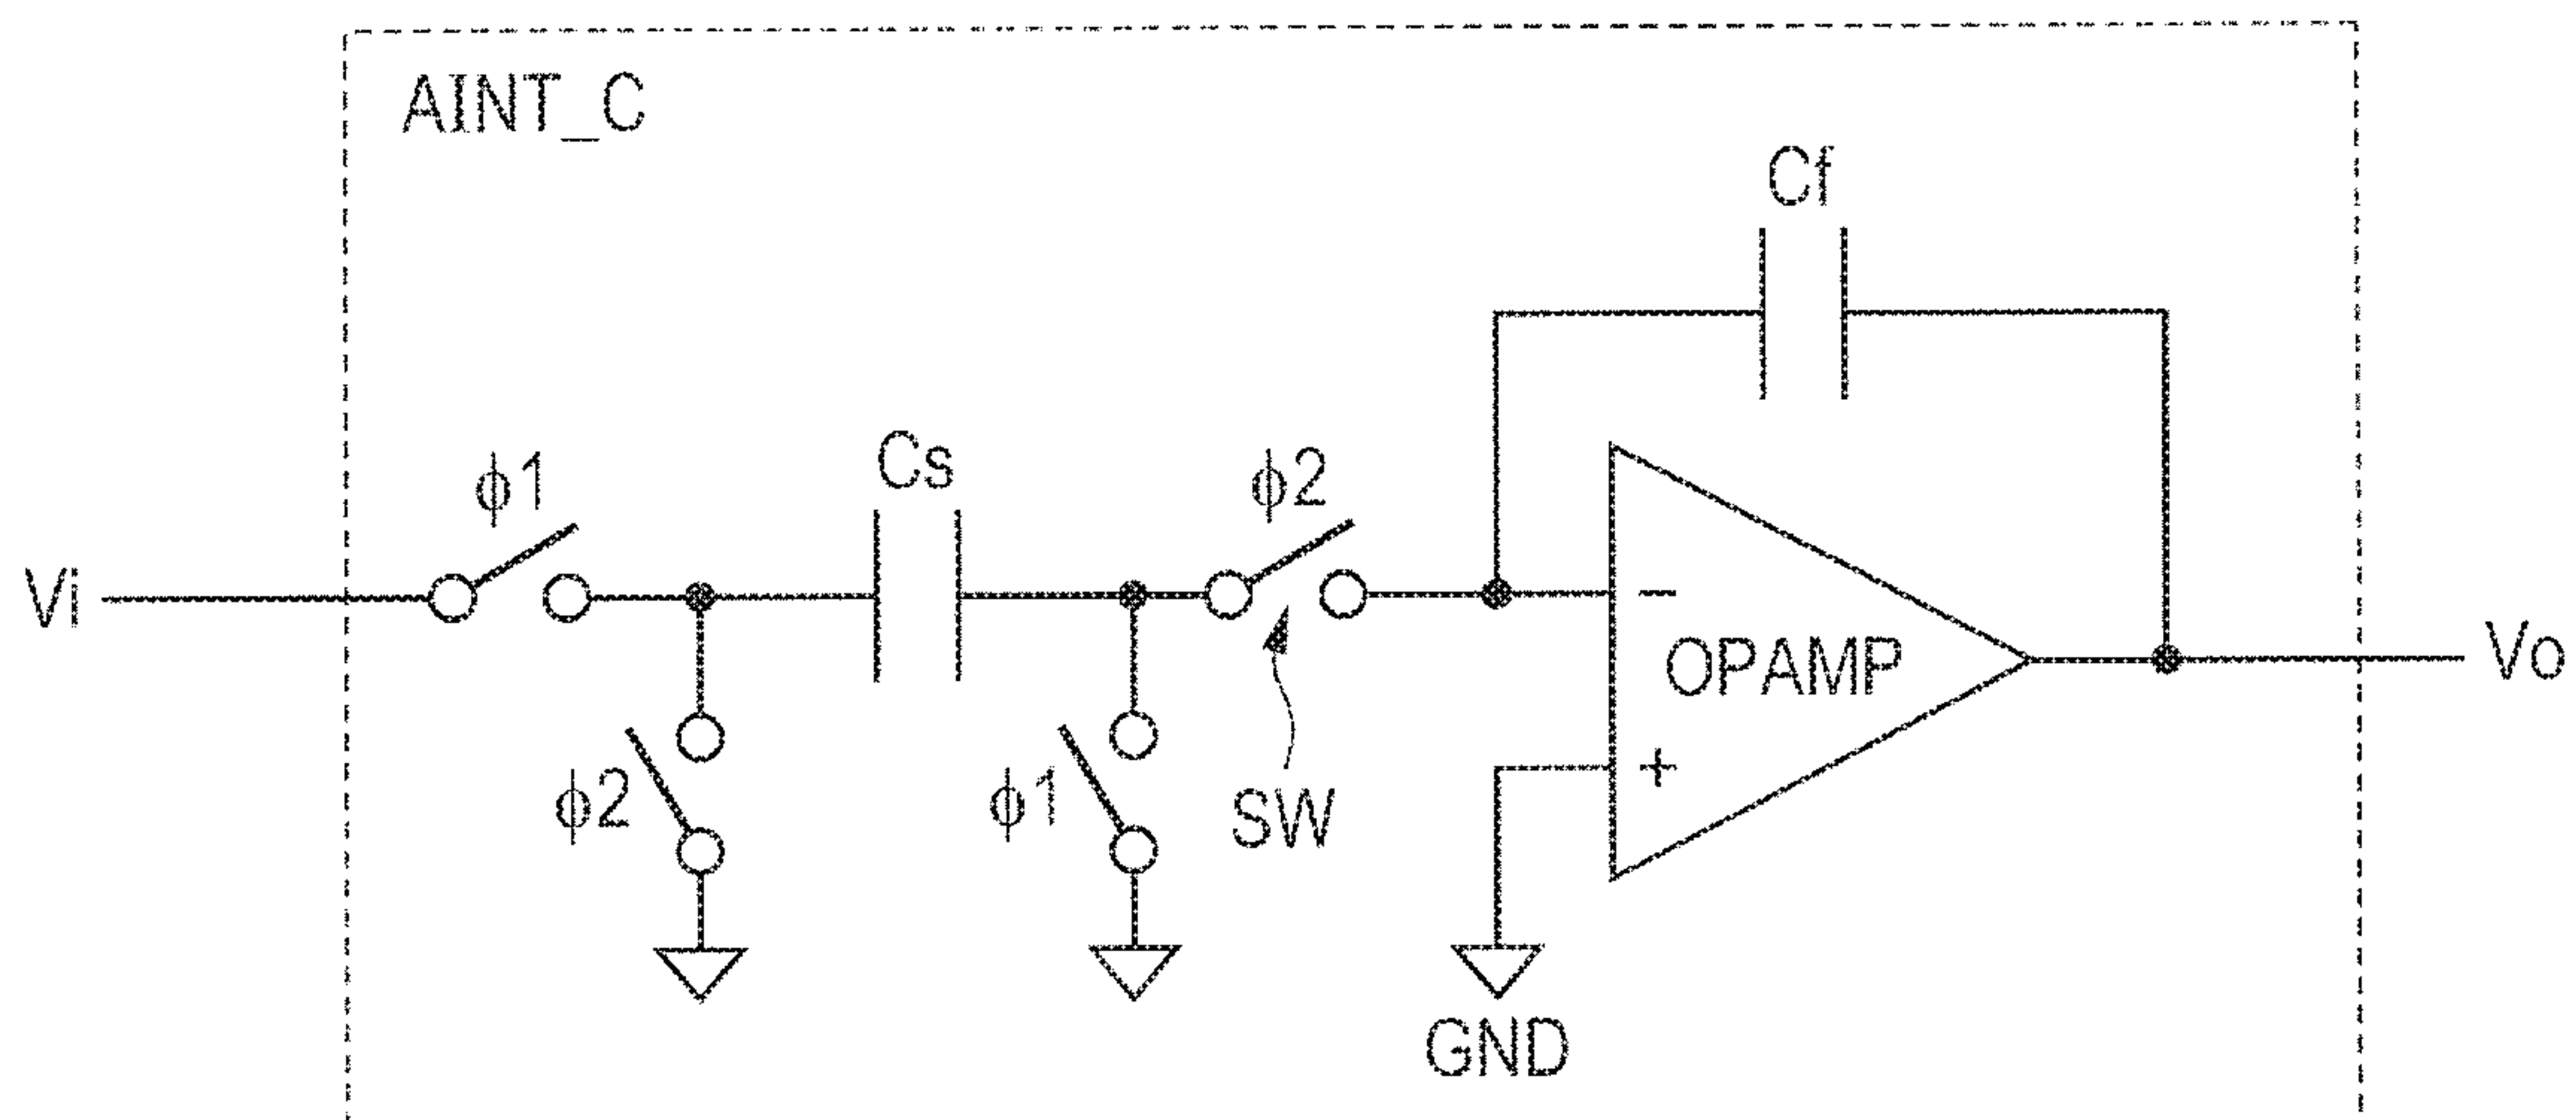 AINT_C
Cf
Cs
ϕ1
ϕ2
Vi
−
OPAMP
Vo
ϕ2
ϕ1
SW
+
GND